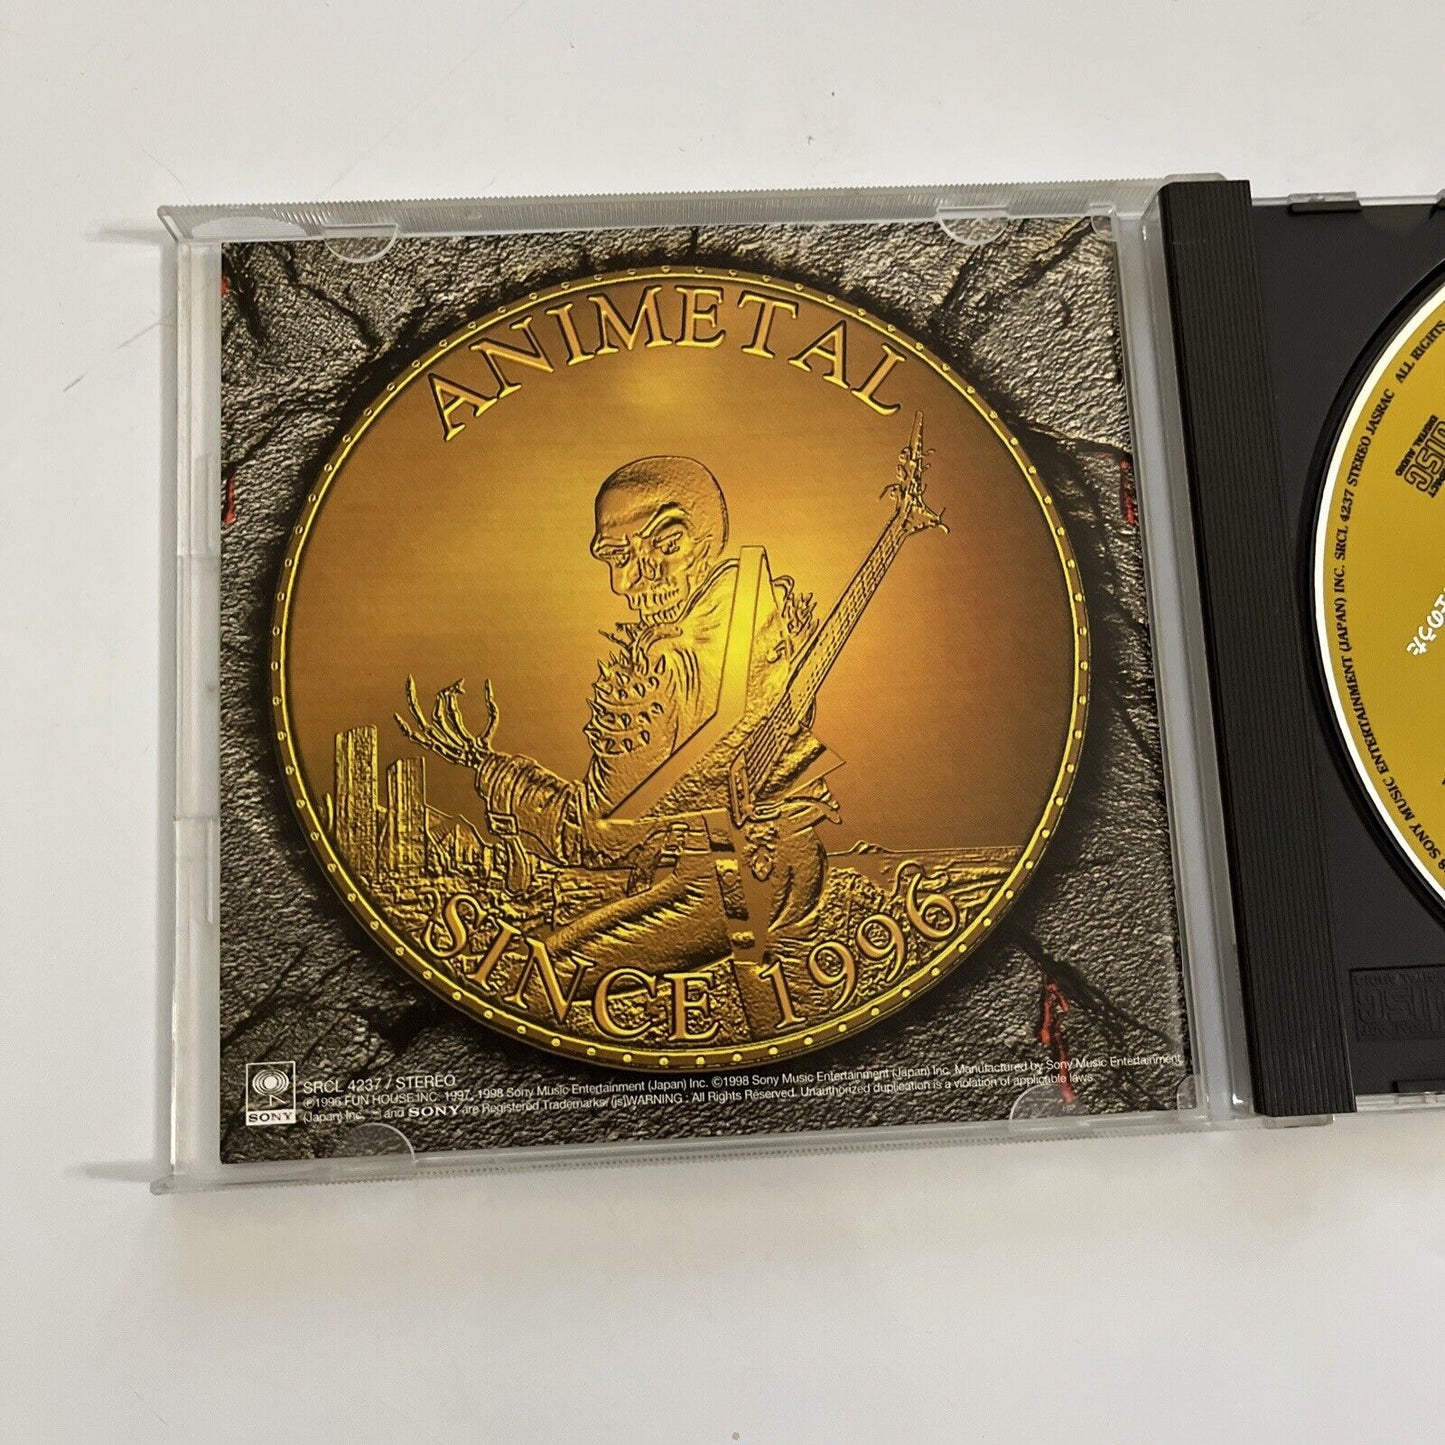 ANIMETAL
SINCE 1996
SONY
SRCL 4237 / STEREO
℗1996 FUN HOUSE INC. 1997, 1998 Sony Music Entertainment (Japan) Inc. ©1998 Sony Music Entertainment (Japan) Inc. Manufactured by Sony Music Entertainment
(Japan) Inc. and SONY are Registered Trademarks. (js)WARNING : All Rights Reserved. Unauthorized duplication is a violation of applicable laws
SONY MUSIC ENTERTAINMENT (JAPAN) INC. SRCL 4237 STEREO JASRAC ALL RIGHTS
DISC
DIGITAL AUDIO